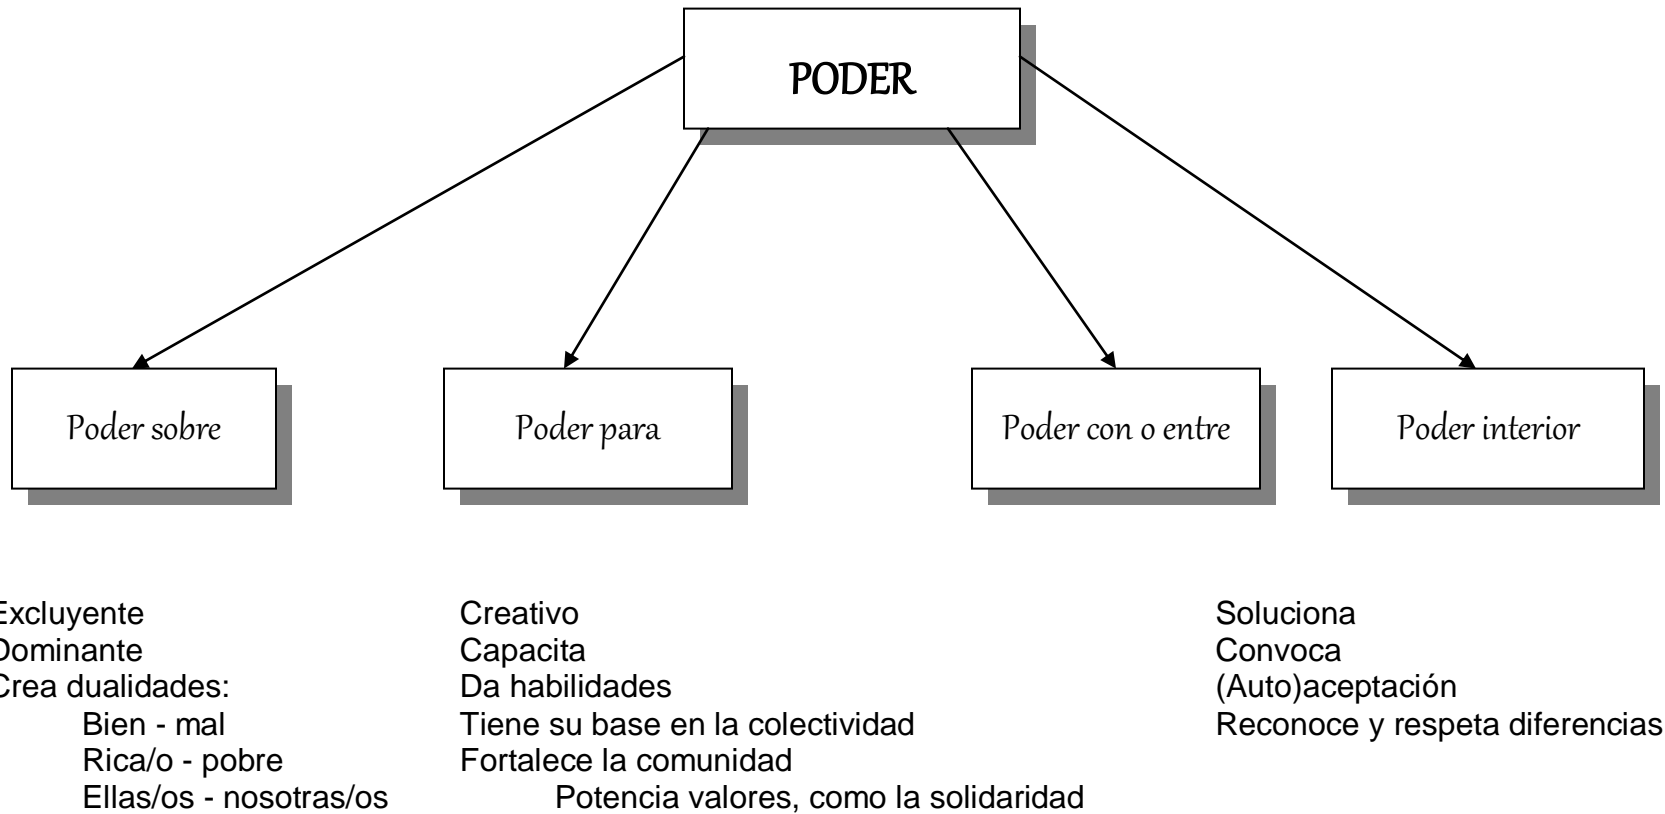 PODER
Poder sobre
Poder para
Poder con o entre
Poder interior
Excluyente
Dominante
Crea dualidades:
Bien - mal
Rica/o - pobre
Ellas/os - nosotras/os
Creativo
Capacita
Da habilidades
Tiene su base en la colectividad
Fortalece la comunidad
Potencia valores, como la solidaridad
Soluciona
Convoca
(Auto)aceptación
Reconoce y respeta diferencias